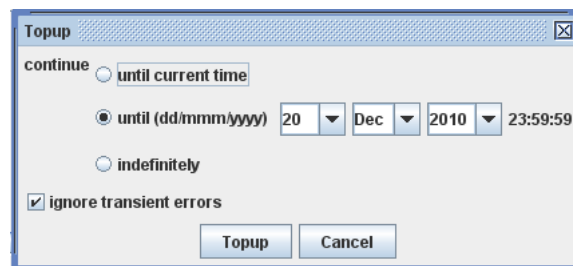 Topup
continue
until current time
until (dd/mmm/yyyy) 20 Dec 2010 23:59:59
indefinitely
ignore transient errors
Topup Cancel